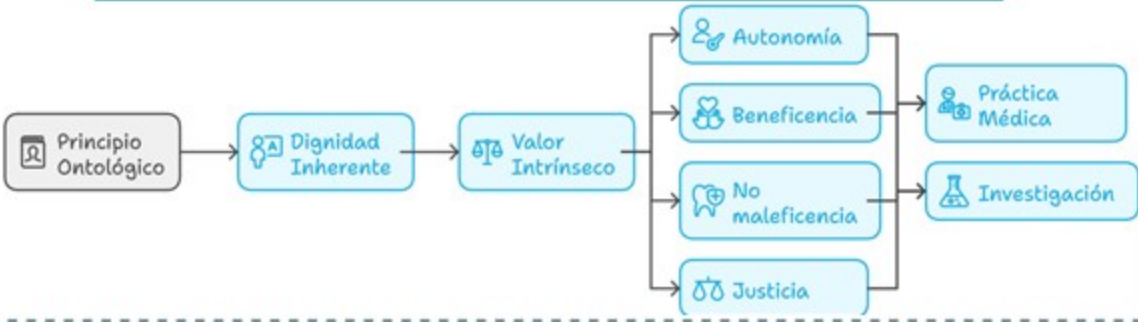 Principio
Ontológico
Dignidad
Inherente
Valor
Intrínseco
Autonomía
Beneficencia
No
maleficencia
Justicia
Práctica
Médica
Investigación